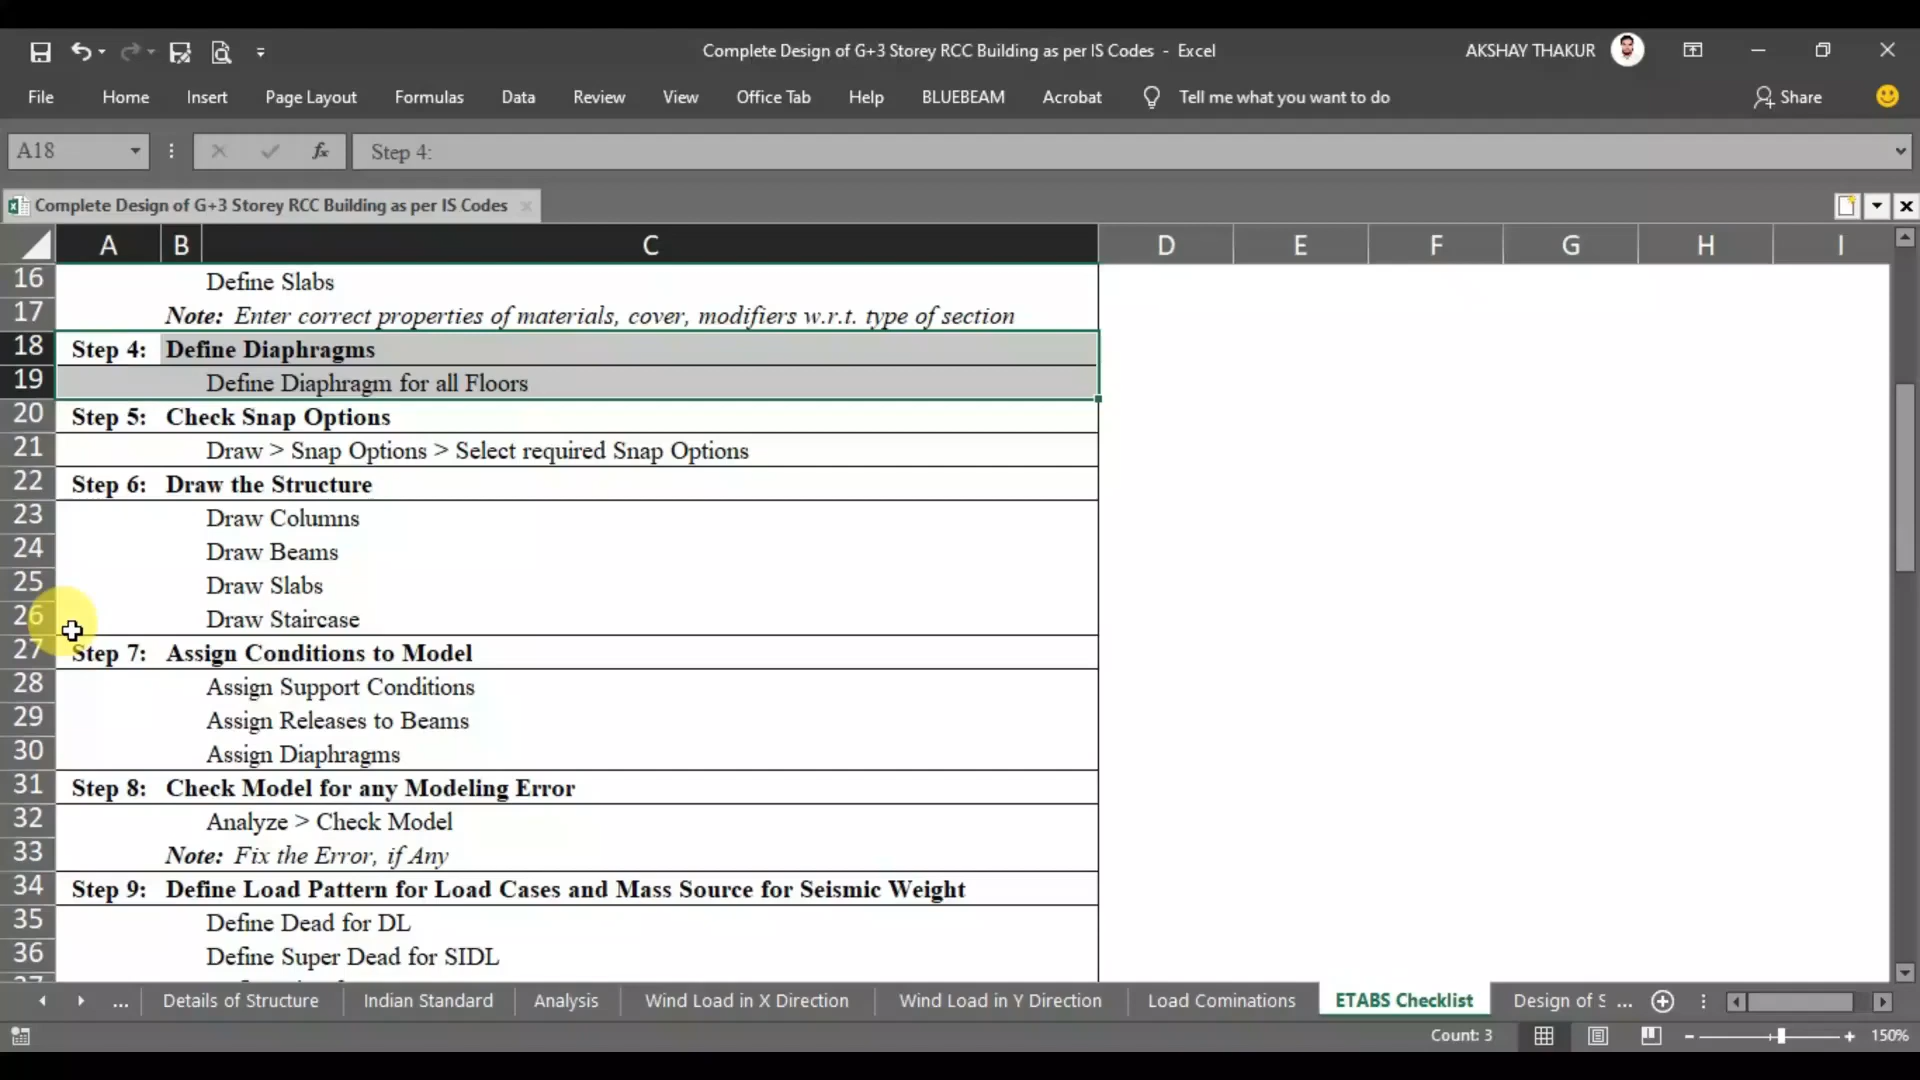 Complete Design of G+3 Storey RCC Building as per IS Codes - Excel
AKSHAY THAKUR
File Home Insert Page Layout Formulas Data Review View Office Tab Help BLUEBEAM Acrobat Tell me what you want to do Share
A18 fx Step 4:
Complete Design of G+3 Storey RCC Building as per IS Codes
A B C D E F G H I
16 Define Slabs
17 Note: Enter correct properties of materials, cover, modifiers w.r.t. type of section
18 Step 4: Define Diaphragms
19 Define Diaphragm for all Floors
20 Step 5: Check Snap Options
21 Draw > Snap Options > Select required Snap Options
22 Step 6: Draw the Structure
23 Draw Columns
24 Draw Beams
25 Draw Slabs
26 Draw Staircase
27 Step 7: Assign Conditions to Model
28 Assign Support Conditions
29 Assign Releases to Beams
30 Assign Diaphragms
31 Step 8: Check Model for any Modeling Error
32 Analyze > Check Model
33 Note: Fix the Error, if Any
34 Step 9: Define Load Pattern for Load Cases and Mass Source for Seismic Weight
35 Define Dead for DL
36 Define Super Dead for SIDL
... Details of Structure Indian Standard Analysis Wind Load in X Direction Wind Load in Y Direction Load Cominations ETABS Checklist Design of S ...
Count: 3 150%